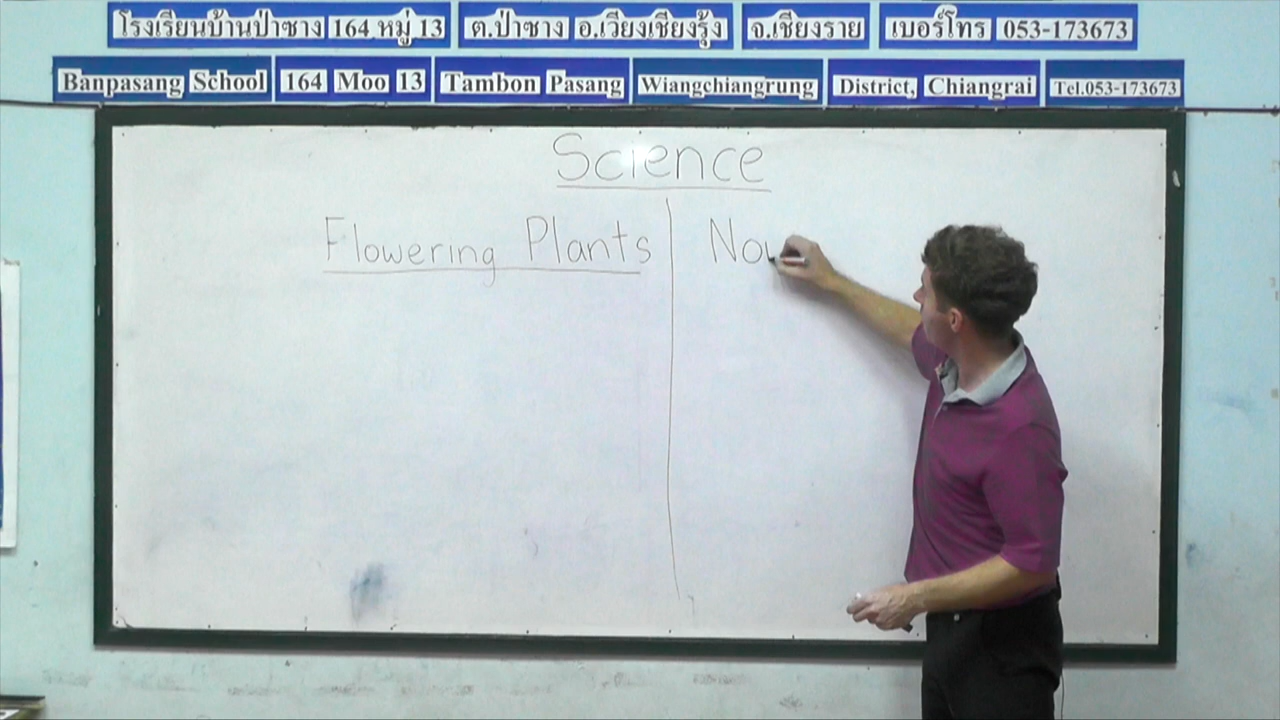 โรงเรียนบ้านป่าซาง 164 หมู่ 13 ต.ป่าซาง อ.เวียงเชียงรุ้ง จ.เชียงราย เบอร์โทร 053-173673
Banpasang School 164 Moo 13 Tambon Pasang Wiangchiangrung District, Chiangrai Tel.053-173673
Science
Flowering Plants No